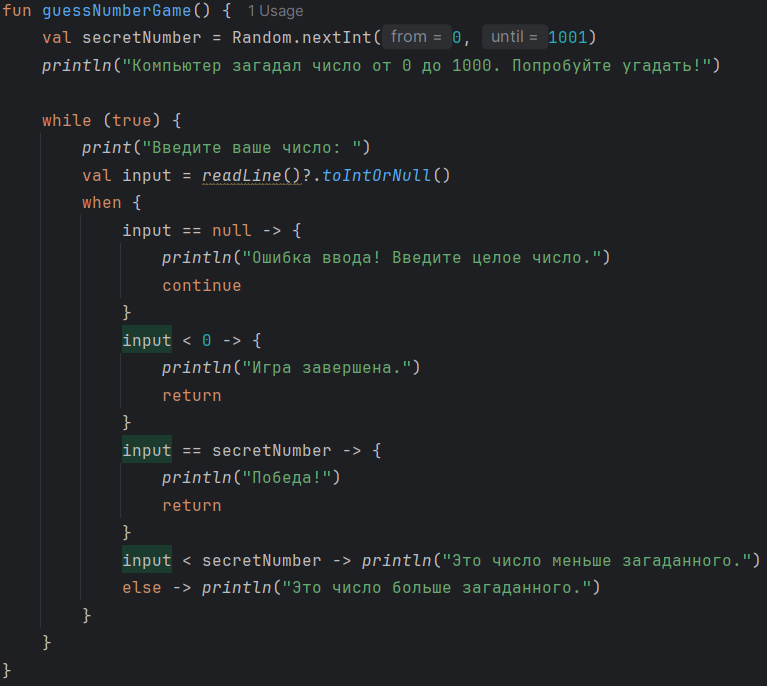 fun guessNumberGame() { 1 Usage
    val secretNumber = Random.nextInt( from = 0, until = 1001)
    println("Компьютер загадал число от 0 до 1000. Попробуйте угадать!")

    while (true) {
        print("Введите ваше число: ")
        val input = readLine()?.toIntOrNull()
        when {
            input == null -> {
                println("Ошибка ввода! Введите целое число.")
                continue
            }
            input < 0 -> {
                println("Игра завершена.")
                return
            }
            input == secretNumber -> {
                println("Победа!")
                return
            }
            input < secretNumber -> println("Это число меньше загаданного.")
            else -> println("Это число больше загаданного.")
        }
    }
}